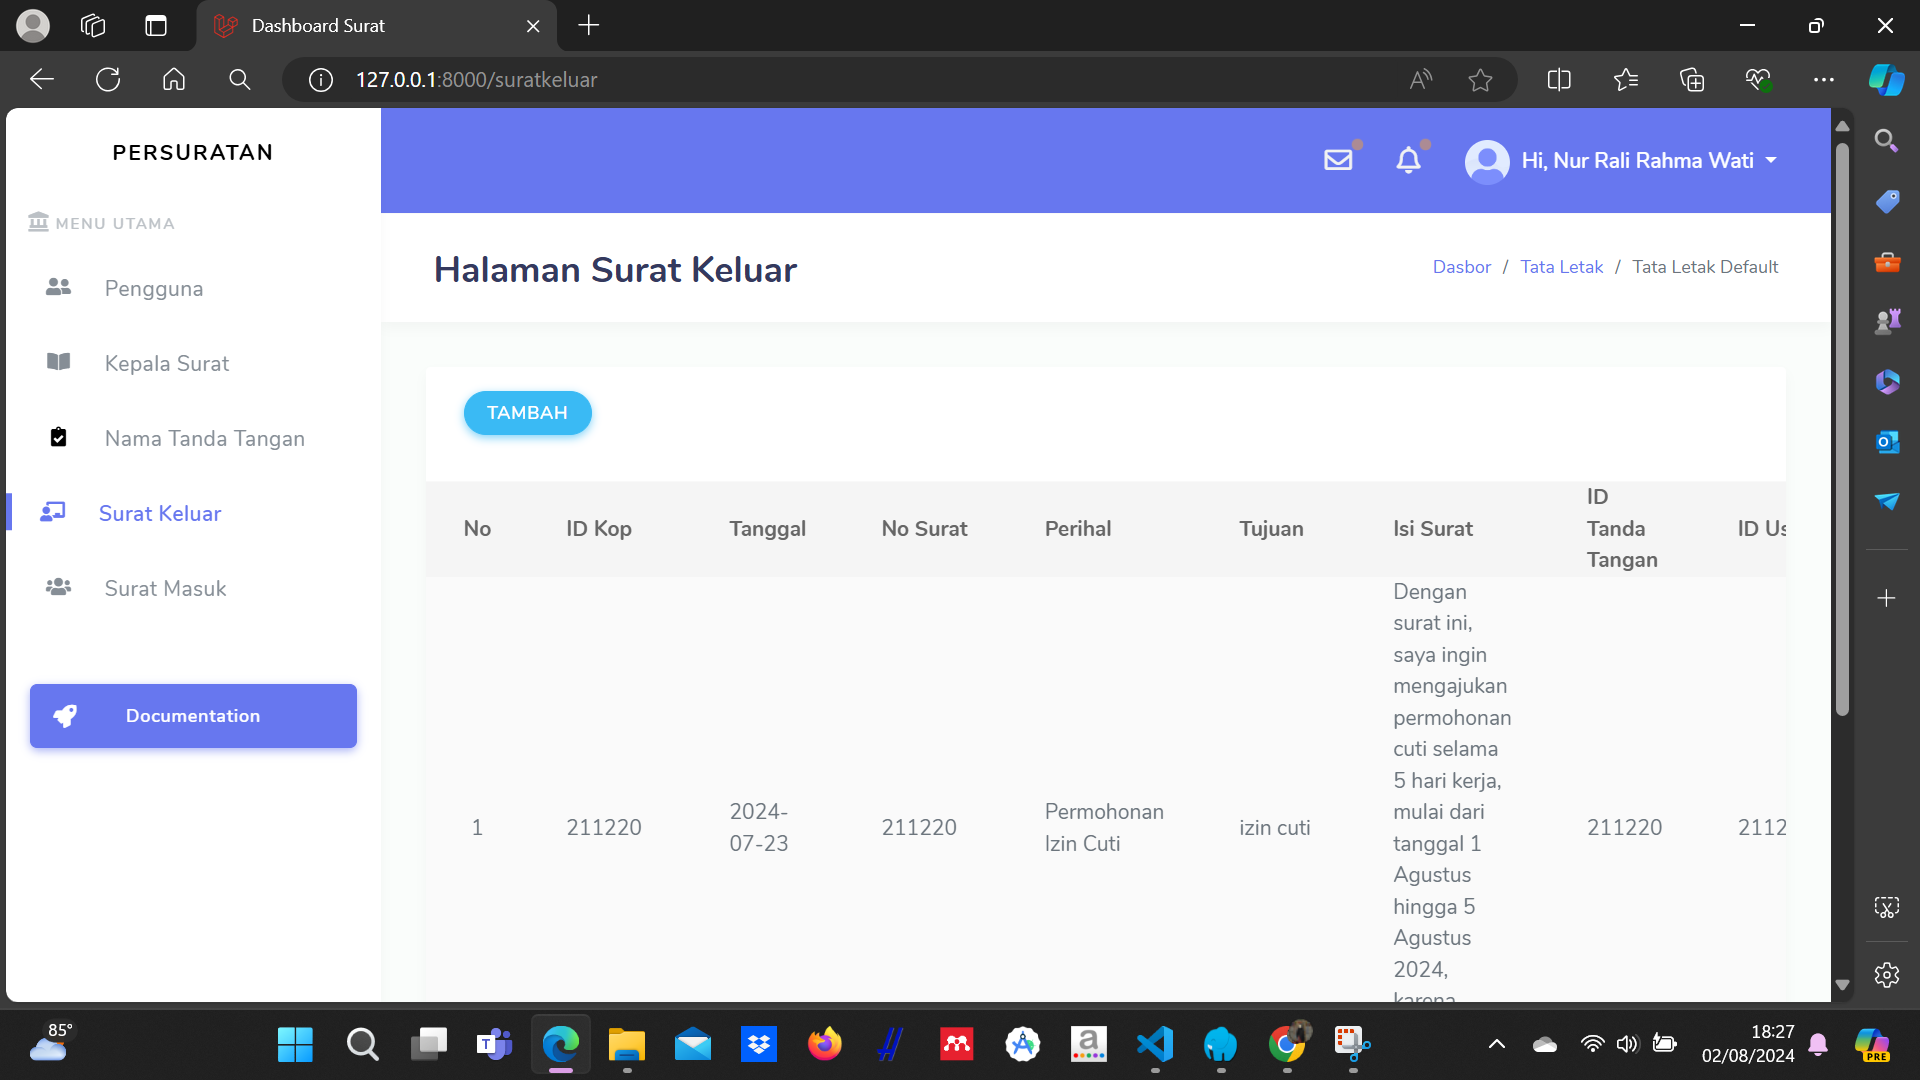 Dashboard Surat
127.0.0.1:8000/suratkeluar
PERSURATAN
MENU UTAMA
Pengguna
Kepala Surat
Nama Tanda Tangan
Surat Keluar
Surat Masuk
Documentation
Hi, Nur Rali Rahma Wati
Halaman Surat Keluar
Dasbor / Tata Letak / Tata Letak Default
TAMBAH
No ID Kop Tanggal No Surat Perihal Tujuan Isi Surat ID Tanda Tangan ID Us
1 211220 2024-07-23 211220 Permohonan Izin Cuti izin cuti
Dengan
surat ini,
saya ingin
mengajukan
permohonan
cuti selama
5 hari kerja,
mulai dari
tanggal 1
Agustus
hingga 5
Agustus
2024,
karena
211220 2112
85°
18:27
02/08/2024
PRE